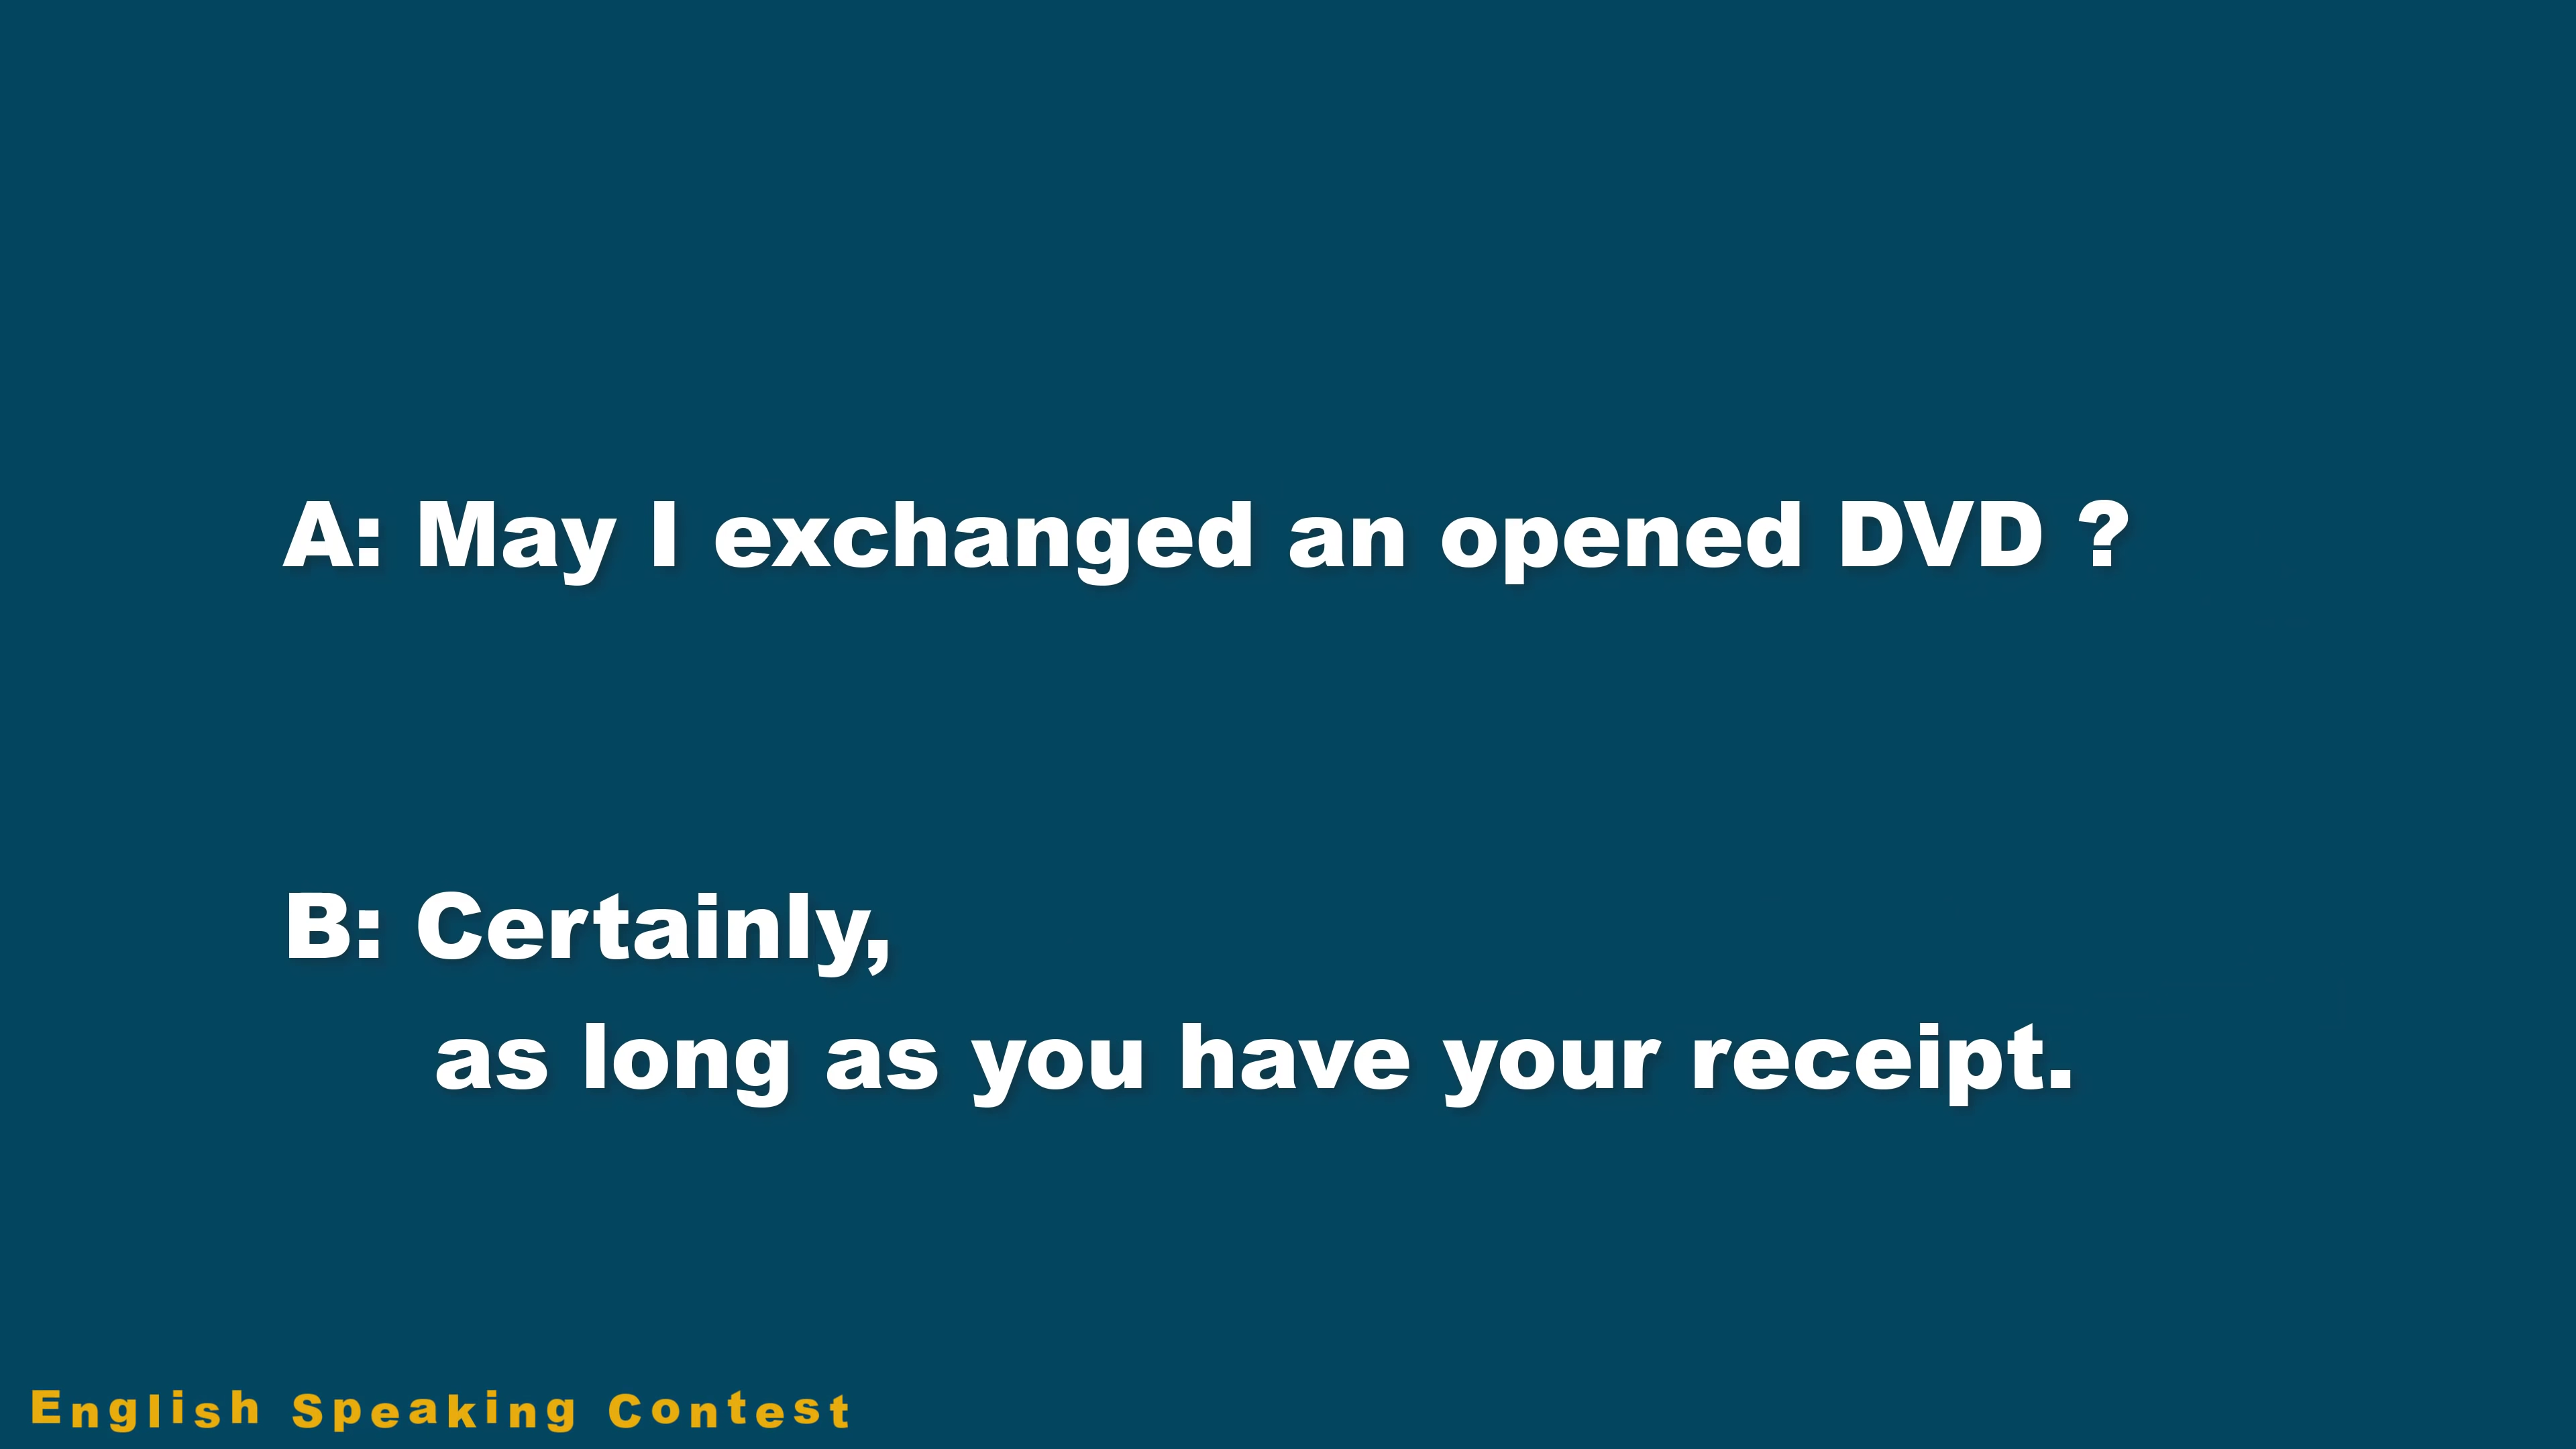 A: May I exchanged an opened DVD ?
B: Certainly,
as long as you have your receipt.
English Speaking Contest